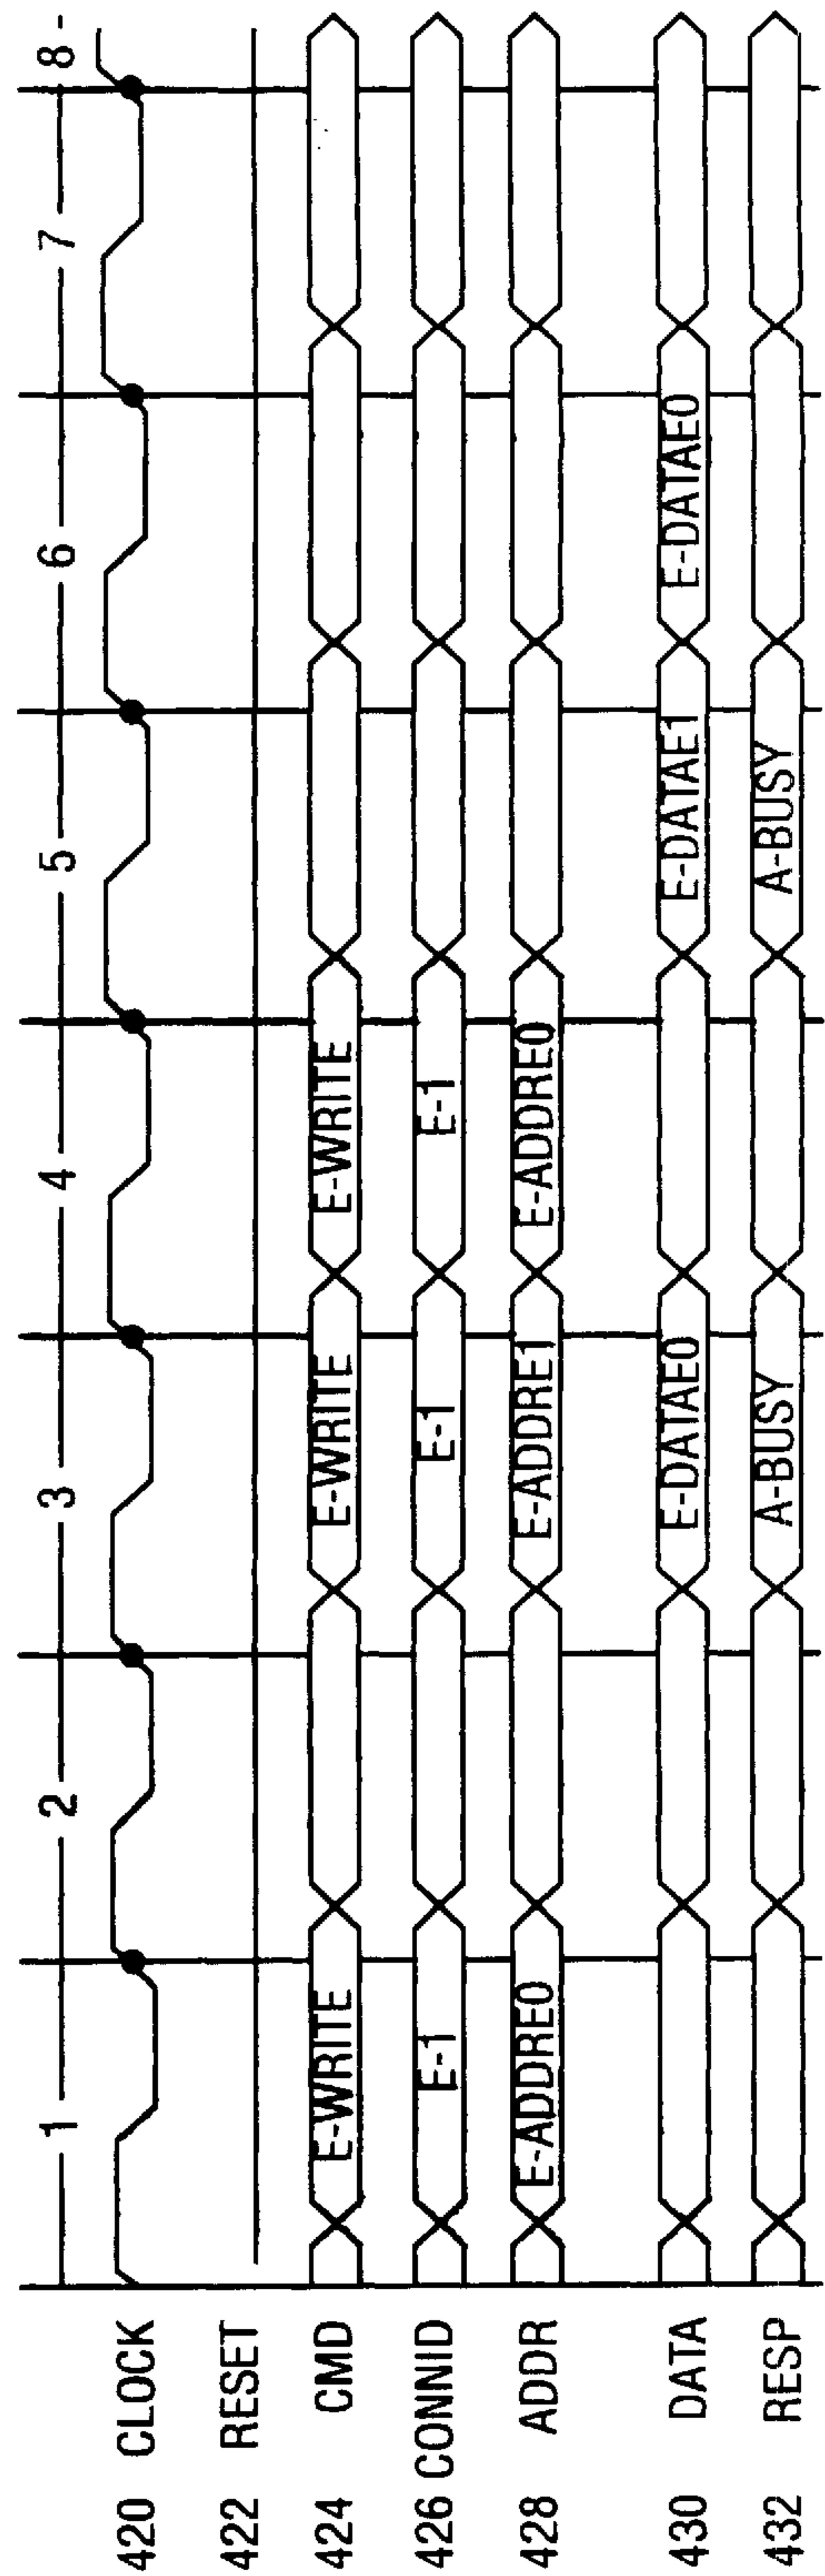 1 2 3 4 5 6 7 8
420 CLOCK
422 RESET
424 CMD E-WRITE E-WRITE E-WRITE
426 CONNID E-1 E-1 E-1
428 ADDR E-ADDRE0 E-ADDRE1 E-ADDRE0
430 DATA E-DATAE0 E-DATAE1 E-DATAE0
432 RESP A-BUSY A-BUSY